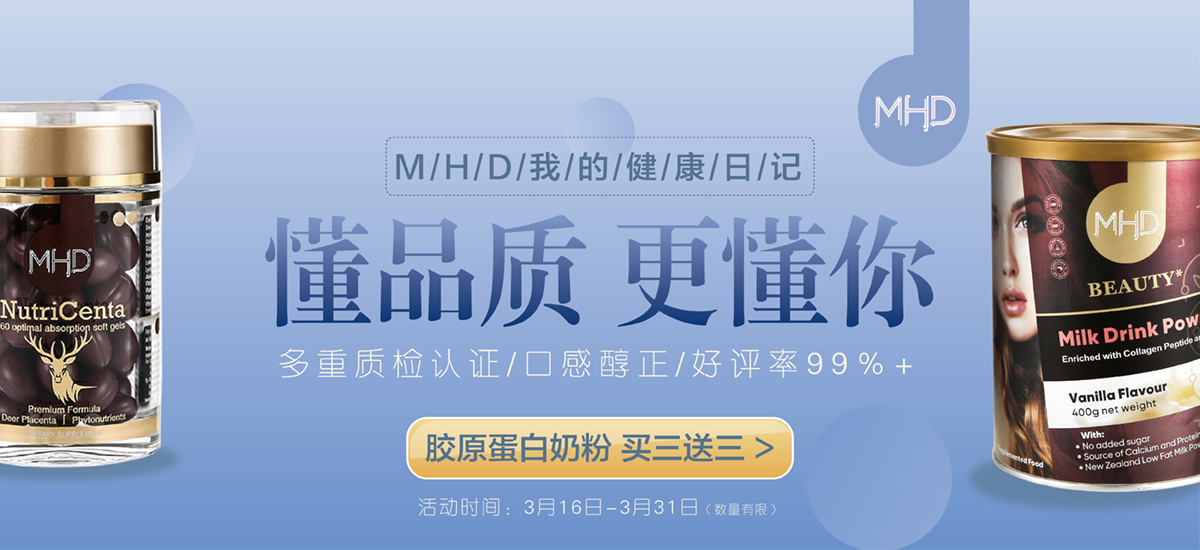 MHD
M/H/D/我/的/健/康/日/记
懂品质 更懂你
多重质检认证/口感醇正/好评率99%+
胶原蛋白奶粉 买三送三 >
活动时间：3月16日-3月31日（数量有限）
MHD
NutriCenta
60 optimal absorption soft gels
Premium Formula
Deer Placenta | Phytonutrients
DIETARY SUPPLEMENT
MHD
BEAUTY*
Milk Drink Pow
Enriched with Collagen Peptide a
Vanilla Flavour
400g net weight
With:
• No added sugar
• Source of Calcium and Protein
• New Zealand Low Fat Milk Pow